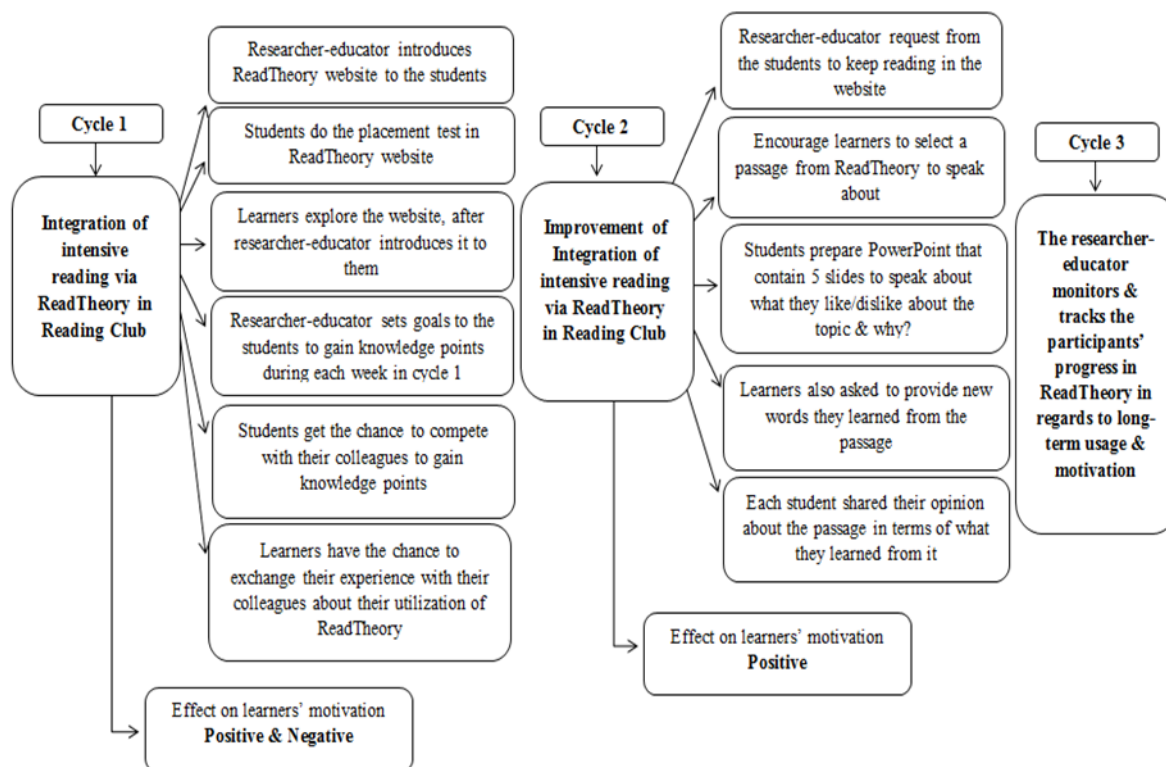 Cycle 1
Integration of
intensive
reading via
ReadTheory in
Reading Club
Researcher-educator introduces
ReadTheory website to the students
Students do the placement test in
ReadTheory website
Learners explore the website, after
researcher-educator introduces it to
them
Researcher-educator sets goals to the
students to gain knowledge points
during each week in cycle 1
Students get the chance to compete
with their colleagues to gain
knowledge points
Learners have the chance to
exchange their experience with their
colleagues about their utilization of
ReadTheory
Effect on learners’ motivation
Positive & Negative
Cycle 2
Improvement of
Integration of
intensive reading
via ReadTheory
in Reading Club
Researcher-educator request from
the students to keep reading in the
website
Encourage learners to select a
passage from ReadTheory to speak
about
Students prepare PowerPoint that
contain 5 slides to speak about
what they like/dislike about the
topic & why?
Learners also asked to provide new
words they learned from the
passage
Each student shared their opinion
about the passage in terms of what
they learned from it
Effect on learners’ motivation
Positive
Cycle 3
The researcher-
educator
monitors &
tracks the
participants’
progress in
ReadTheory in
regards to long-
term usage &
motivation